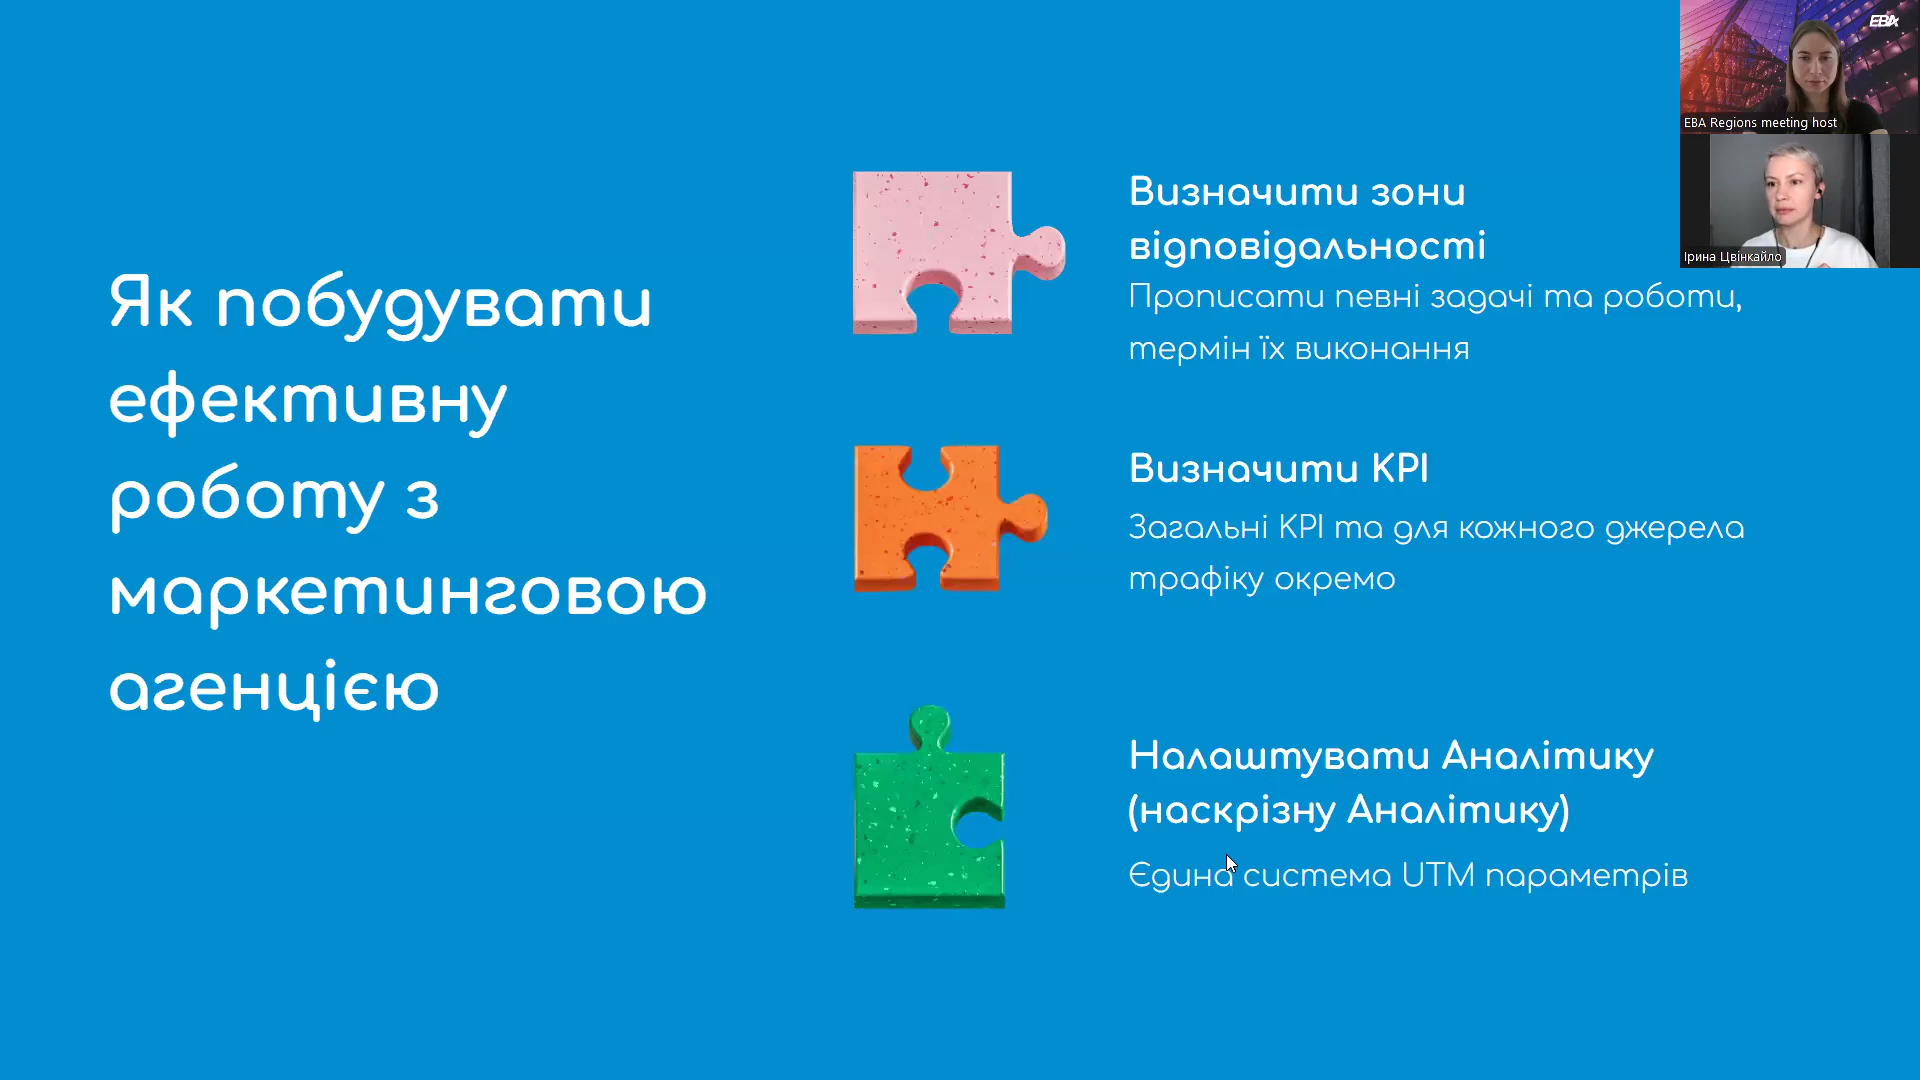 Як побудувати
ефективну
роботу з
маркетинговою
агенцією
Визначити зони
відповідальності
Прописати певні задачі та роботи,
термін їх виконання
Визначити KPI
Загальні KPI та для кожного джерела
трафіку окремо
Налаштувати Аналітику
(наскрізну Аналітику)
Єдина система UTM параметрів
EBA
EBA Regions meeting host
Ірина Цвінкайло